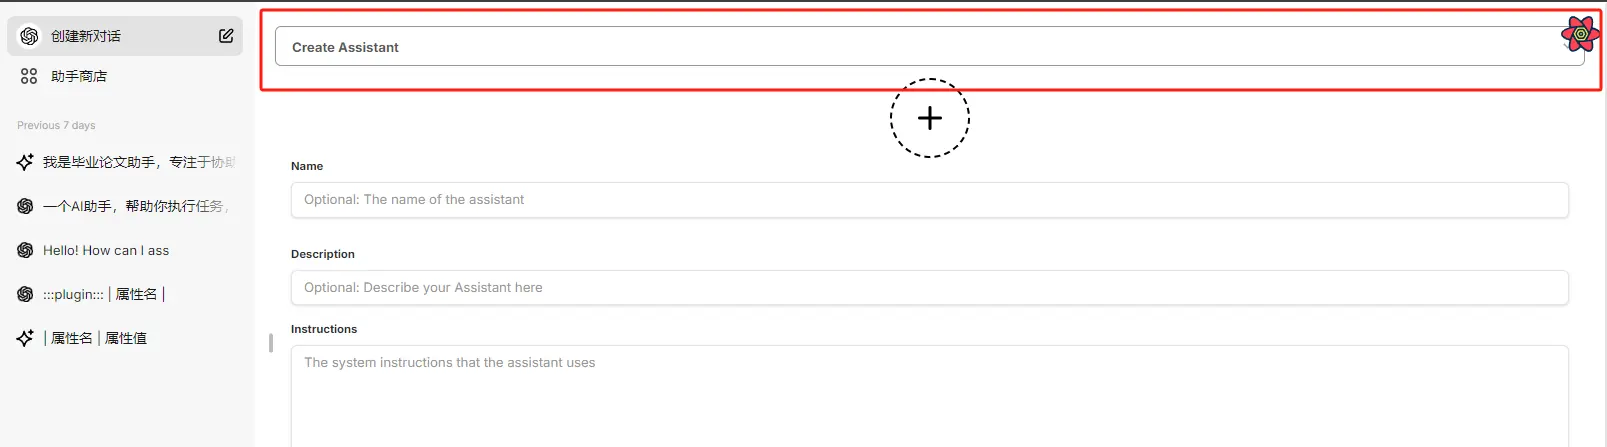 创建新对话
助手商店
Previous 7 days
我是毕业论文助手，专注于协助
一个AI助手，帮助你执行任务，
Hello! How can I ass
:::plugin::: | 属性名 |
| 属性名 | 属性值
Create Assistant
Name
Optional: The name of the assistant
Description
Optional: Describe your Assistant here
Instructions
The system instructions that the assistant uses